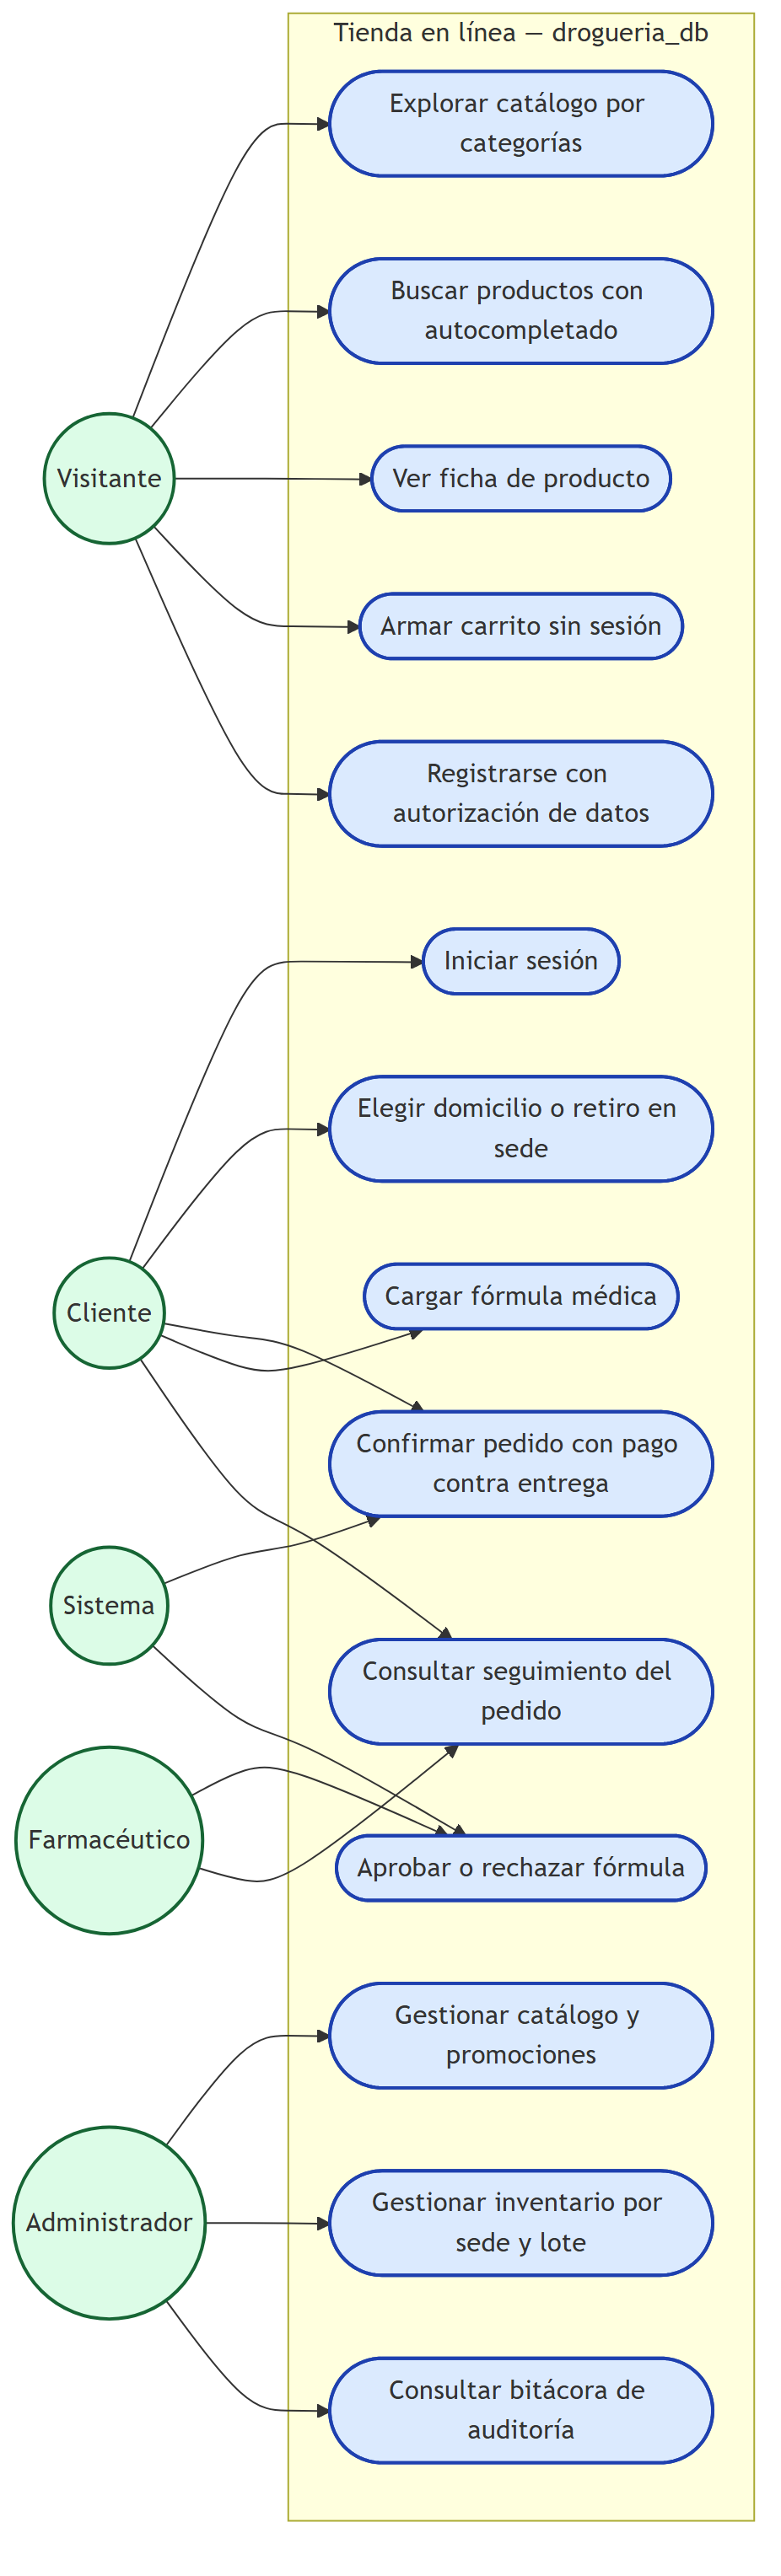 Tienda en línea — drogueria_db
Explorar catálogo por
categorías
Buscar productos con
autocompletado
Visitante
Ver ficha de producto
Armar carrito sin sesión
Registrarse con
autorización de datos
Iniciar sesión
Elegir domicilio o retiro en
sede
Cliente
Cargar fórmula médica
Confirmar pedido con pago
contra entrega
Sistema
Consultar seguimiento del
pedido
Farmacéutico
Aprobar o rechazar fórmula
Gestionar catálogo y
promociones
Administrador
Gestionar inventario por
sede y lote
Consultar bitácora de
auditoría